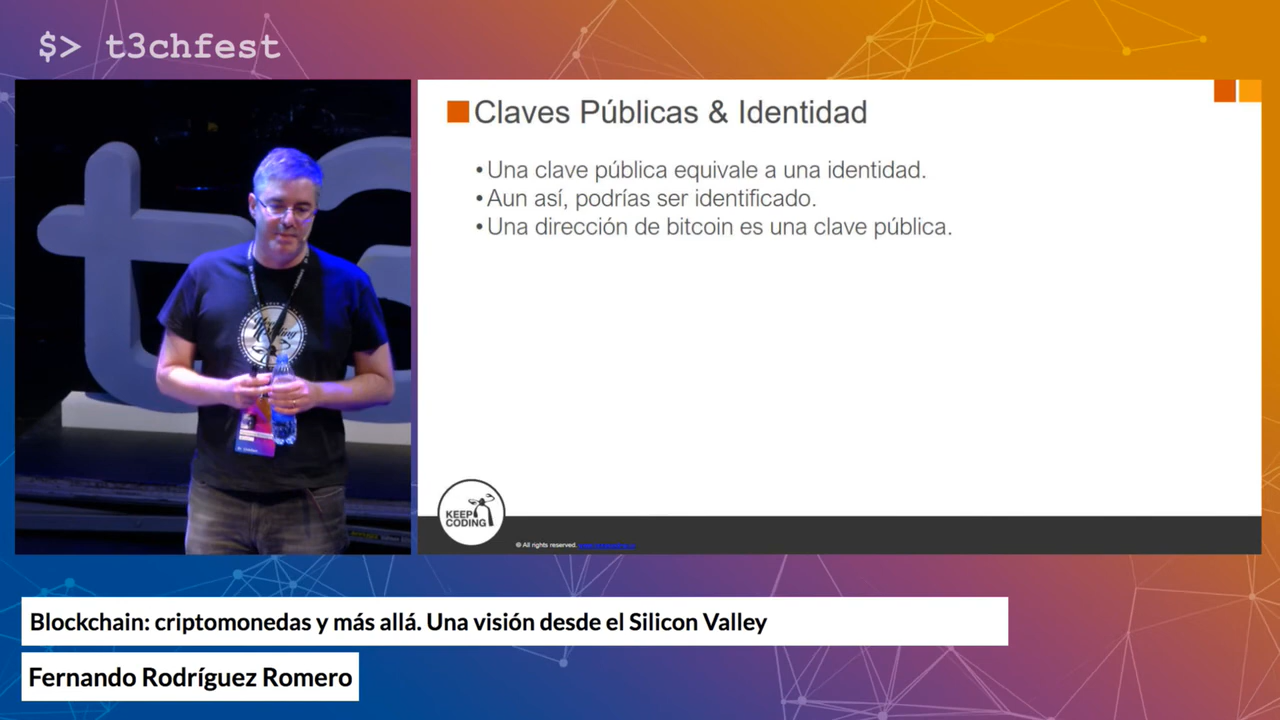 $> t3chfest
Claves Públicas & Identidad
•Una clave pública equivale a una identidad.
•Aun así, podrías ser identificado.
•Una dirección de bitcoin es una clave pública.
KEEP
CODING
© All rights reserved.
Blockchain: criptomonedas y más allá. Una visión desde el Silicon Valley
Fernando Rodríguez Romero